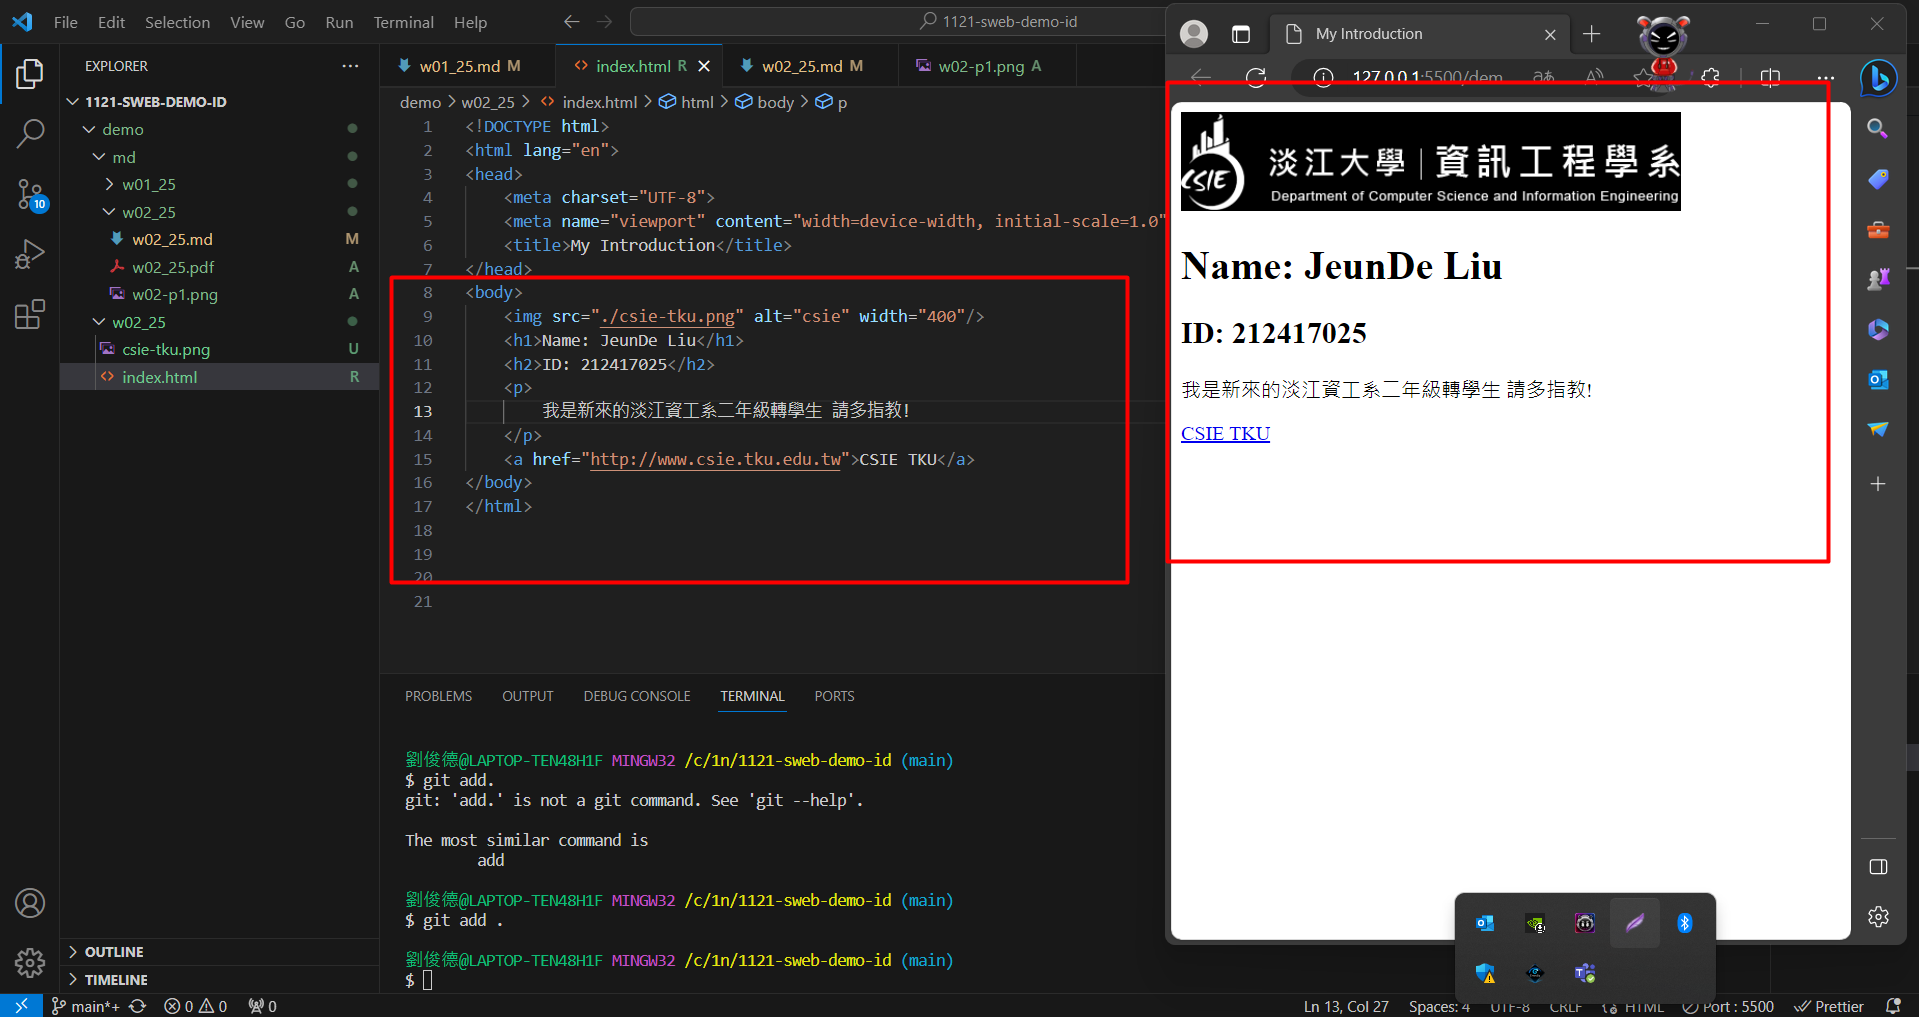 File Edit Selection View Go Run Terminal Help
1121-sweb-demo-id
EXPLORER
1121-SWEB-DEMO-ID
demo
md
w01_25
w02_25
w02_25.md M
w02_25.pdf A
w02-p1.png A
w02_25
csie-tku.png U
index.html R
OUTLINE
TIMELINE
w01_25.md M
index.html R
w02_25.md M
w02-p1.png A
demo > w02_25 > index.html > html > body > p
1 <!DOCTYPE html>
2 <html lang="en">
3 <head>
4 <meta charset="UTF-8">
5 <meta name="viewport" content="width=device-width, initial-scale=1.0"
6 <title>My Introduction</title>
7 </head>
8 <body>
9 <img src="./csie-tku.png" alt="csie" width="400"/>
10 <h1>Name: JeunDe Liu</h1>
11 <h2>ID: 212417025</h2>
12 <p>
13 我是新來的淡江資工系二年級轉學生 請多指教!
14 </p>
15 <a href="http://www.csie.tku.edu.tw">CSIE TKU</a>
16 </body>
17 </html>
18
19
20
21
PROBLEMS OUTPUT DEBUG CONSOLE TERMINAL PORTS
劉俊德@LAPTOP-TEN48H1F MINGW32 /c/1n/1121-sweb-demo-id (main)
$ git add.
git: 'add.' is not a git command. See 'git --help'.
The most similar command is
add
劉俊德@LAPTOP-TEN48H1F MINGW32 /c/1n/1121-sweb-demo-id (main)
$ git add .
劉俊德@LAPTOP-TEN48H1F MINGW32 /c/1n/1121-sweb-demo-id (main)
$
My Introduction
127.0.0.1:5500/dem
CSIE
淡江大學 | 資訊工程學系
Department of Computer Science and Information Engineering
Name: JeunDe Liu
ID: 212417025
我是新來的淡江資工系二年級轉學生 請多指教!
CSIE TKU
10
main*+ 0 0 0
Ln 13, Col 27 Spaces: 4 UTF-8 CRLF HTML Port : 5500 Prettier